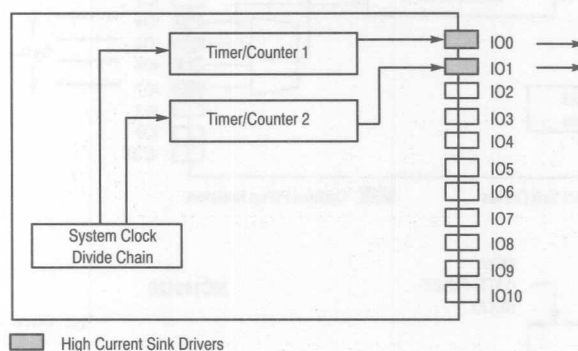 Timer/Counter 1
Timer/Counter 2
System Clock
Divide Chain
IO0
IO1
IO2
IO3
IO4
IO5
IO6
IO7
IO8
IO9
IO10
High Current Sink Drivers